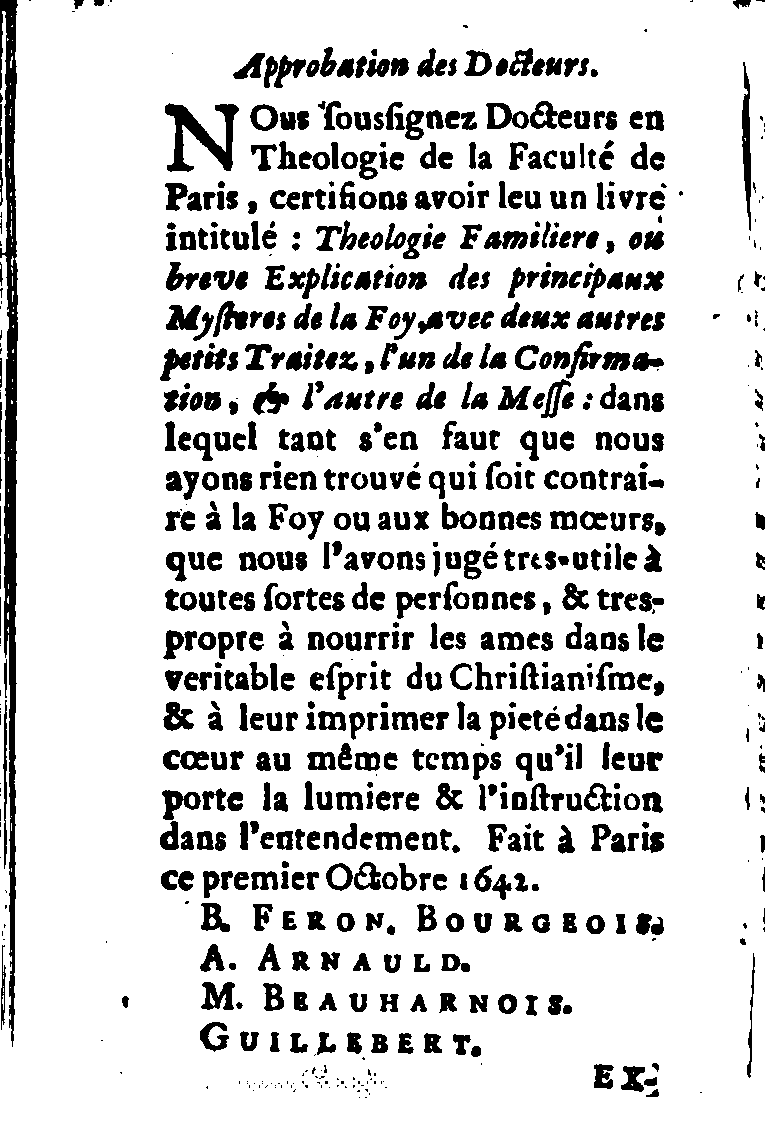 Approbation des Docteurs.
NOus ſousſignez Docteurs en
Theologie de la Faculté de
Paris, certifions avoir leu un livre
intitulé : Theologie Familiere, ou
breve Explication des principaux
Myſteres de la Foy, avec deux autres
petits Traitez, l'un de la Confirma-
tion, & l'autre de la Meſſe : dans
lequel tant s'en faut que nous
ayons rien trouvé qui ſoit contrai-
re à la Foy ou aux bonnes mœurs,
que nous l'avons jugé tres-utile à
toutes ſortes de perſonnes, & tres-
propre à nourrir les ames dans le
veritable eſprit du Chriſtianiſme,
& à leur imprimer la pieté dans le
cœur au même temps qu'il leur
porte la lumiere & l'inſtruction
dans l'entendement. Fait à Paris
ce premier Octobre 1642.
B. FERON. BOURGEOIS.
A. ARNAULD.
M. BEAUHARNOIS.
GUILLEBERT.
EX-